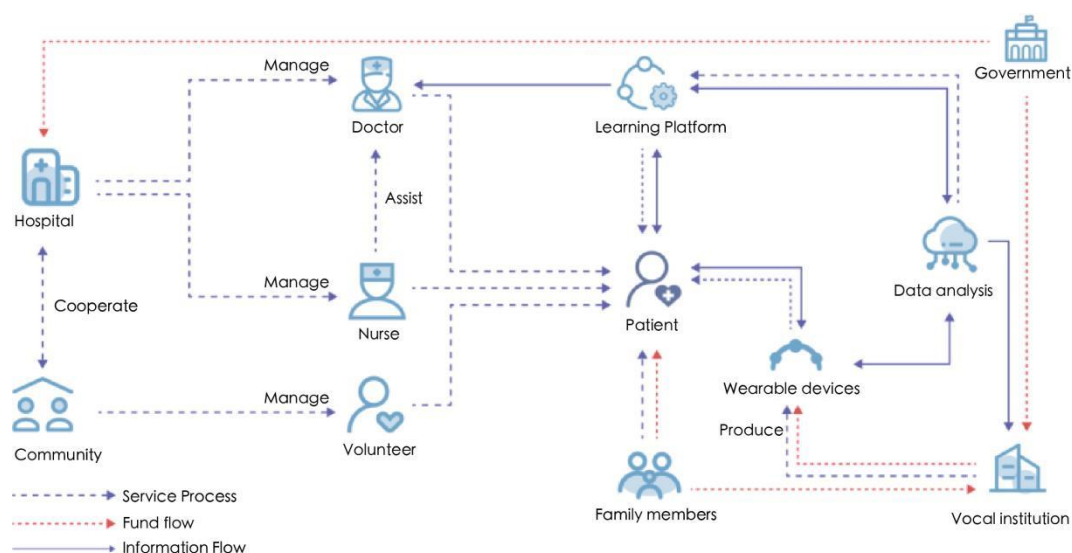 Government
Manage
Doctor
Learning Platform
Hospital
Assist
Manage
Nurse
Patient
Data analysis
Cooperate
Wearable devices
Manage
Volunteer
Produce
Community
Family members
Vocal institution
Service Process
Fund flow
Information Flow